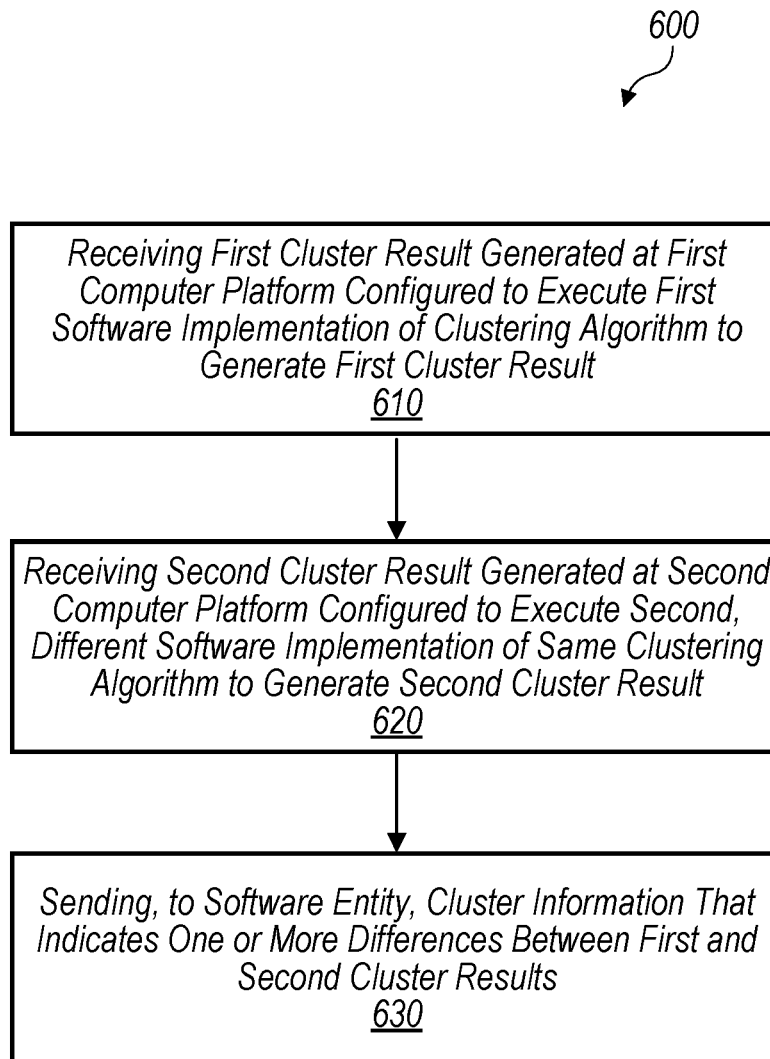 600
Receiving First Cluster Result Generated at First
Computer Platform Configured to Execute First
Software Implementation of Clustering Algorithm to
Generate First Cluster Result
610
Receiving Second Cluster Result Generated at Second
Computer Platform Configured to Execute Second,
Different Software Implementation of Same Clustering
Algorithm to Generate Second Cluster Result
620
Sending, to Software Entity, Cluster Information That
Indicates One or More Differences Between First and
Second Cluster Results
630